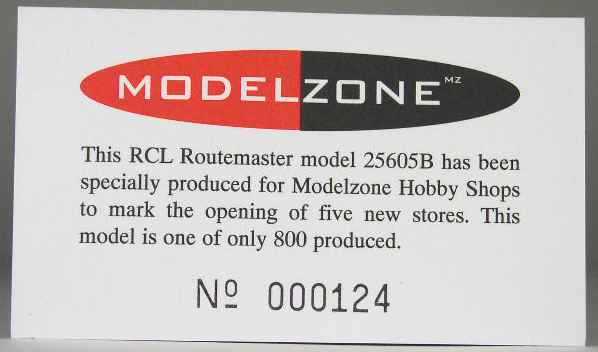 MODELZONE MZ
This RCL Routemaster model 25605B has been
specially produced for Modelzone Hobby Shops
to mark the opening of five new stores. This
model is one of only 800 produced.
Nº 000124